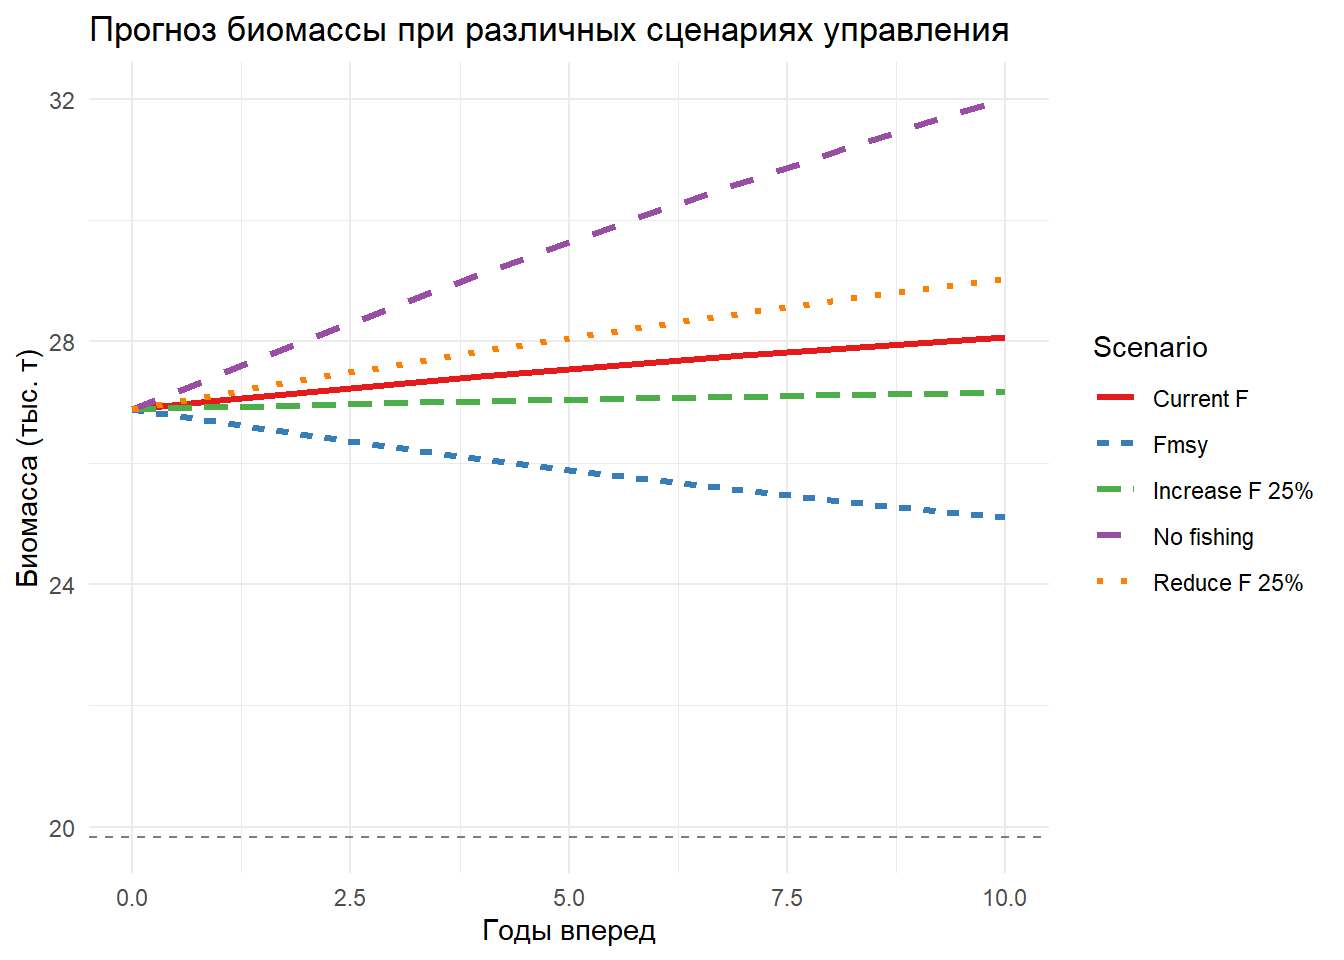 Прогноз биомассы при различных сценариях управления
Биомасса (тыс. т)
32
28
24
20
0.0
2.5
5.0
7.5
10.0
Годы вперед
Scenario
Current F
Fmsy
Increase F 25%
No fishing
Reduce F 25%